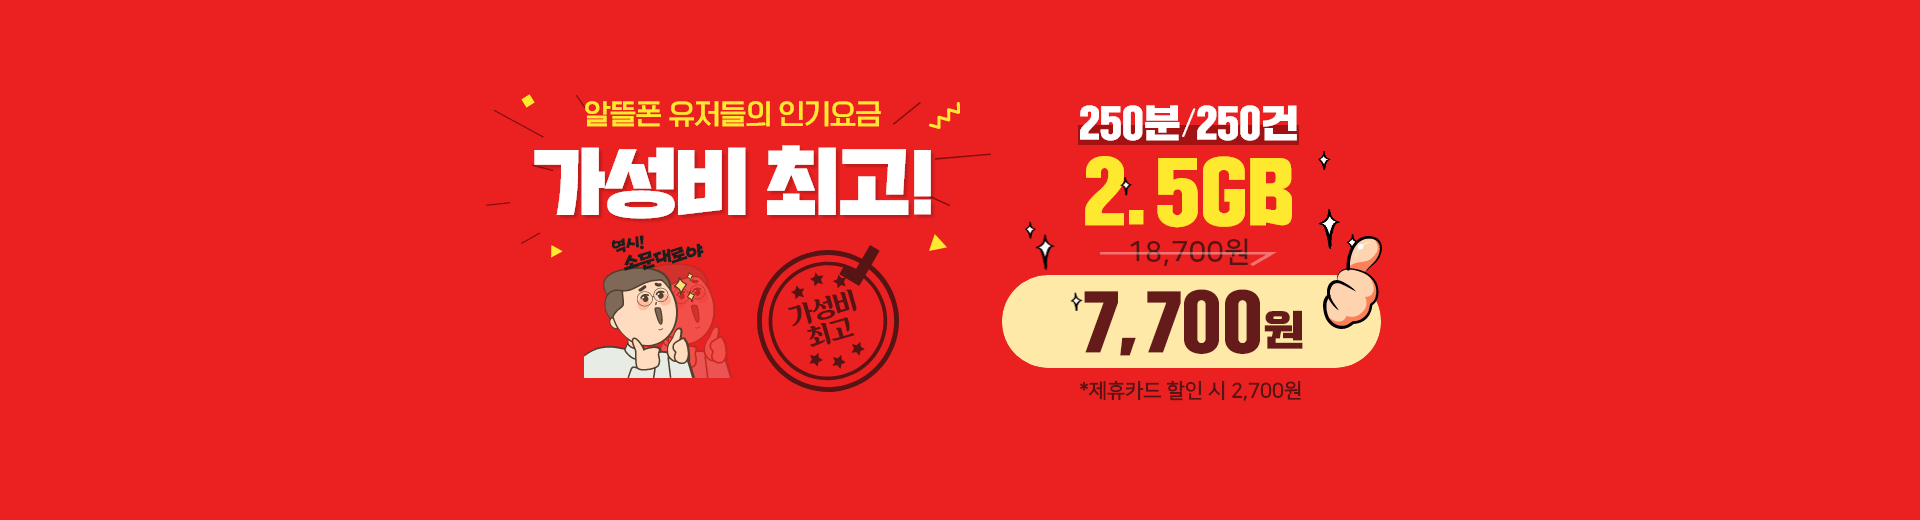 알뜰폰 유저들의 인기요금
가성비 최고!
역시!
소문대로야
가성비
최고
250분/250건
2.5GB
18,700원
7,700원
*제휴카드 할인 시 2,700원